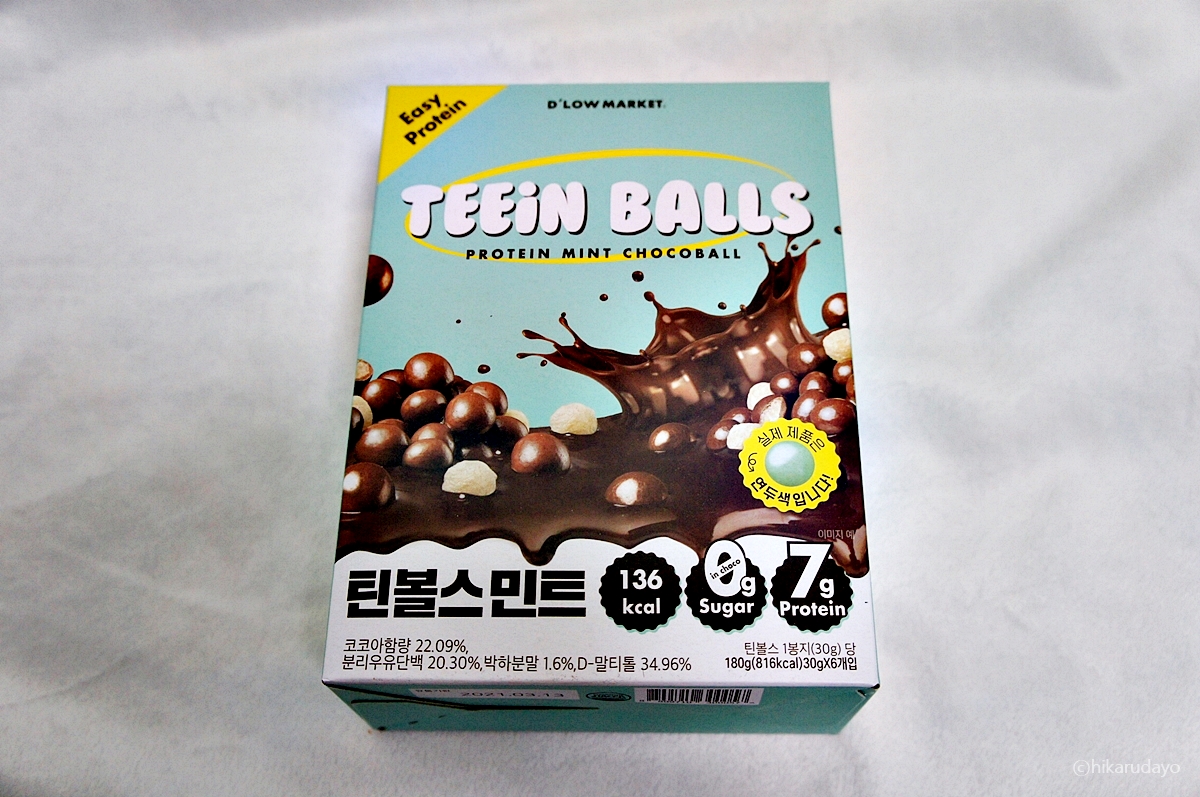 Easy
Protein
D'LOW MARKET.
TEEiN BALLS
PROTEIN MINT CHOCOBALL
실제 제품은
연두색입니다!
이미지 예
틴볼스민트
136
kcal
0g
in choco
Sugar
7g
Protein
코코아함량 22.09%,
분리우유단백 20.30%,박하분말 1.6%,D-말티톨 34.96%
틴볼스 1봉지(30g) 당
180g(816kcal)30gX6개입
2021.03.13
©hikarudayo